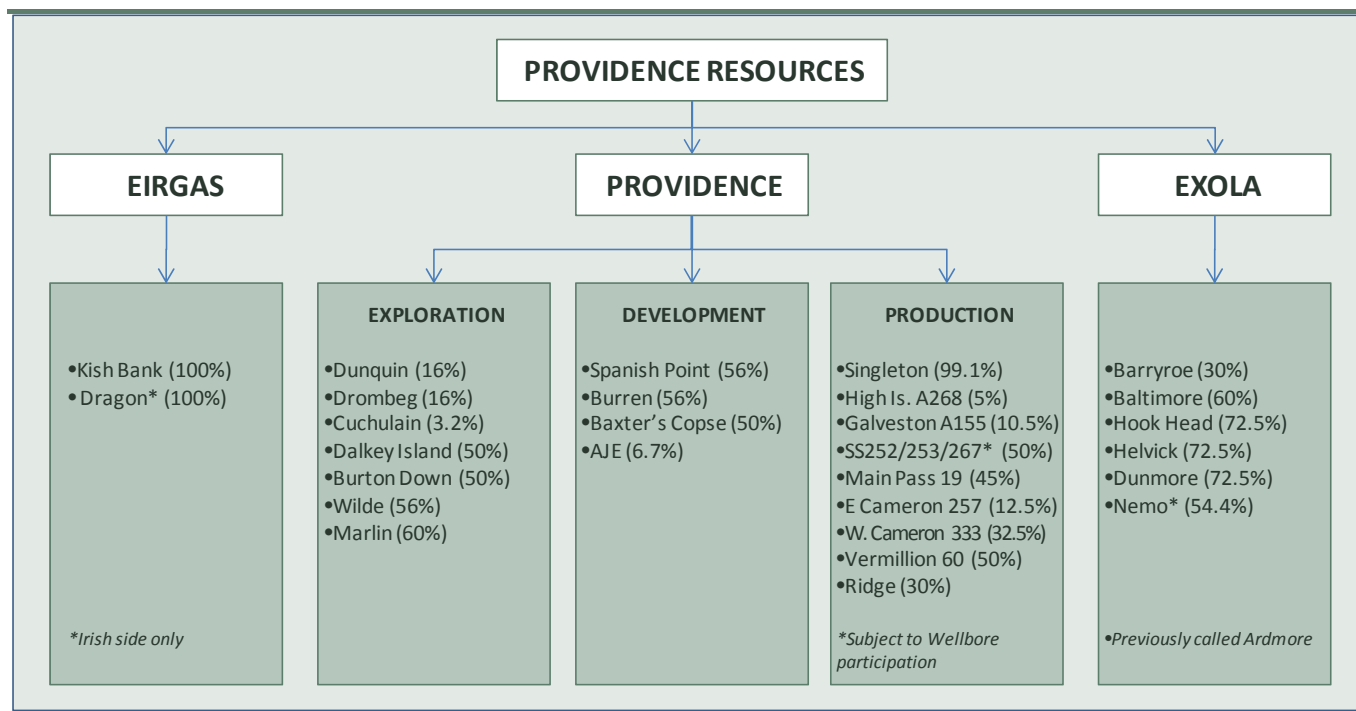 PROVIDENCE RESOURCES
EIRGAS
PROVIDENCE
EXOLA
•Kish Bank (100%)
•Dragon* (100%)
*Irish side only
EXPLORATION
•Dunquin (16%)
•Drombeg (16%)
•Cuchulain (3.2%)
•Dalkey Island (50%)
•Burton Down (50%)
•Wilde (56%)
•Marlin (60%)
DEVELOPMENT
•Spanish Point (56%)
•Burren (56%)
•Baxter’s Copse (50%)
•AJE (6.7%)
PRODUCTION
•Singleton (99.1%)
•High Is. A268 (5%)
•Galveston A155 (10.5%)
•SS252/253/267* (50%)
•Main Pass 19 (45%)
•E Cameron 257 (12.5%)
•W. Cameron 333 (32.5%)
•Vermillion 60 (50%)
•Ridge (30%)
*Subject to Wellbore
participation
•Barryroe (30%)
•Baltimore (60%)
•Hook Head (72.5%)
•Helvick (72.5%)
•Dunmore (72.5%)
•Nemo* (54.4%)
•Previously called Ardmore